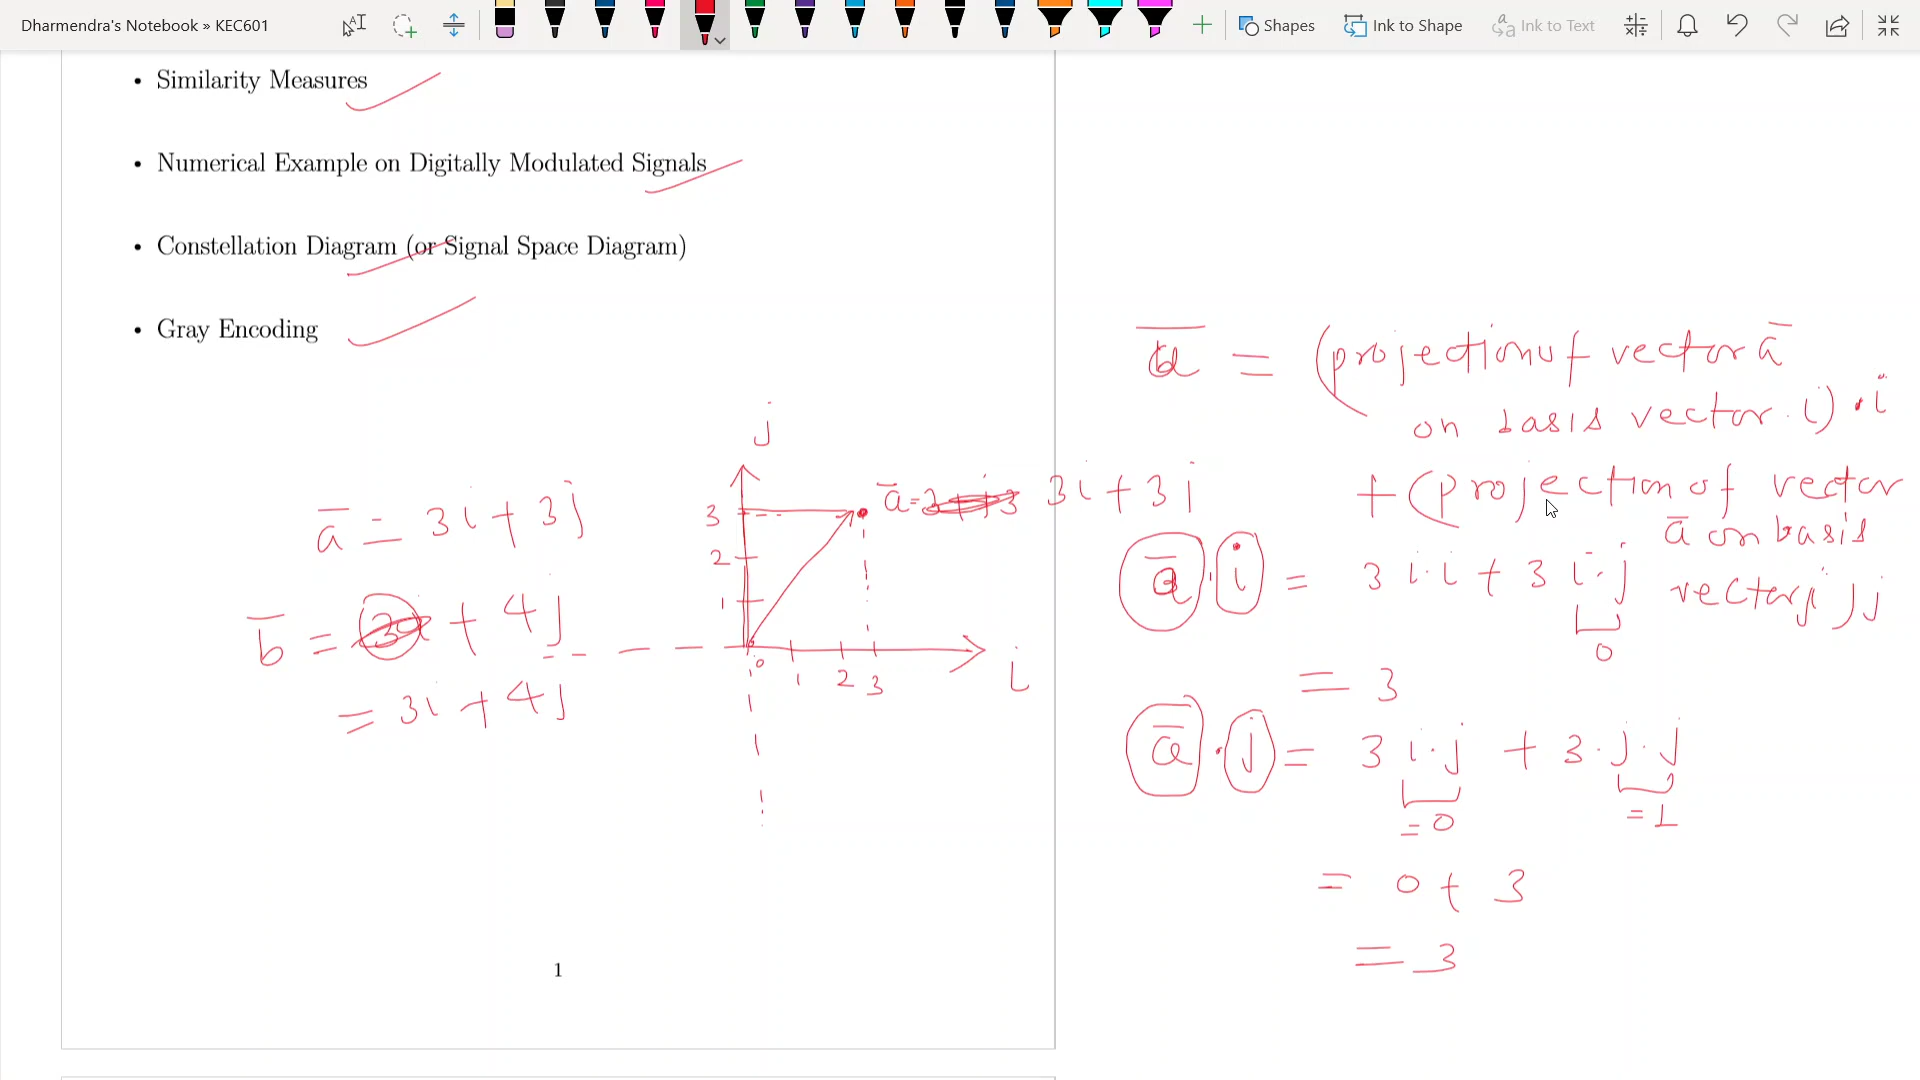 Dharmendra's Notebook » KEC601
Shapes
Ink to Shape
Ink to Text
• Similarity Measures
• Numerical Example on Digitally Modulated Signals
• Constellation Diagram (or Signal Space Diagram)
• Gray Encoding
a̅ = 3i + 3j
b̅ = + 4j
= 3i + 4j
j
3
2
1
0
1 2 3
i
a̅ = 3i + 3j
a̅ = (projection of vector a̅
on basis vector i) · i
+ (projection of vector
a̅ on basis
vector j) j
a̅ · i = 3 i·i + 3 i·j
0
= 3
a̅ · j = 3 i·j + 3·j·j
= 0 = 1
= 0 + 3
= 3
1